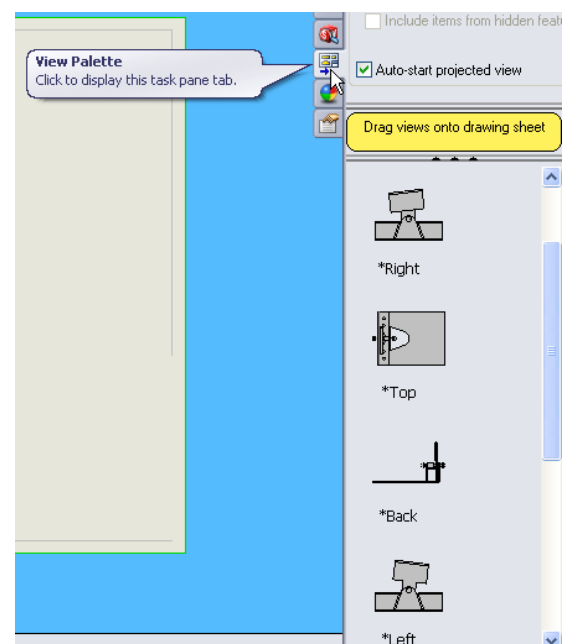 Include items from hidden feat
View Palette
Click to display this task pane tab.
Auto-start projected view
Drag views onto drawing sheet
*Right
*Top
*Back
*Left